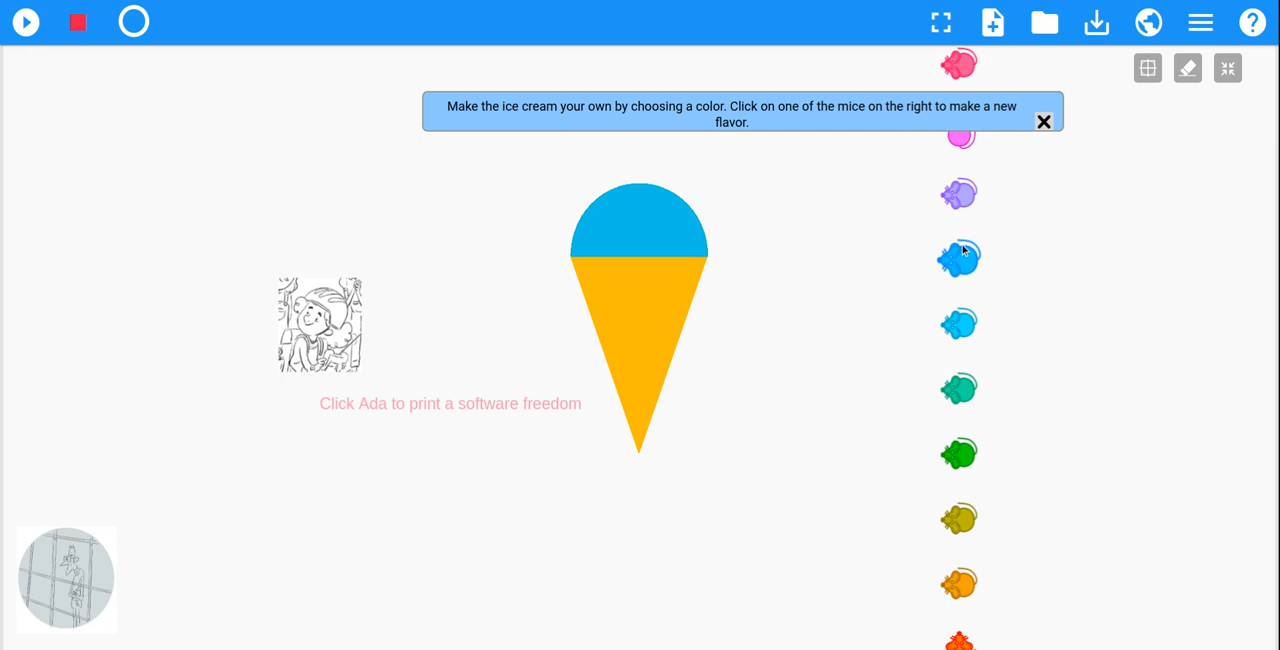 Make the ice cream your own by choosing a color. Click on one of the mice on the right to make a new
flavor.
Click Ada to print a software freedom